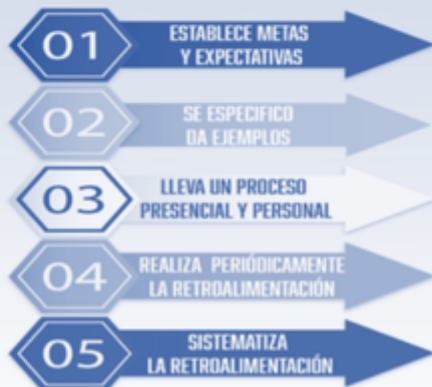 01
ESTABLECE METAS
Y EXPECTATIVAS
02
SE ESPECIFICO
DA EJEMPLOS
03
LLEVA UN PROCESO
PRESENCIAL Y PERSONAL
04
REALIZA PERIÓDICAMENTE
LA RETROALIMENTACIÓN
05
SISTEMATIZA
LA RETROALIMENTACIÓN